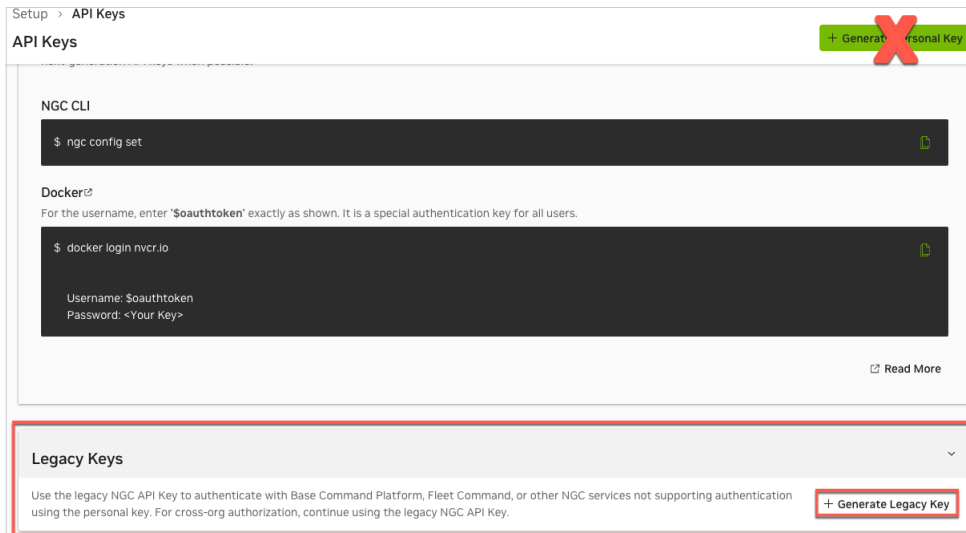 Setup > API Keys
API Keys
+ Generat rsonal Key
NGC CLI
$ ngc config set
Docker
For the username, enter '$oauthtoken' exactly as shown. It is a special authentication key for all users.
$ docker login nvcr.io
Username: $oauthtoken
Password: <Your Key>
Read More
Legacy Keys
Use the legacy NGC API Key to authenticate with Base Command Platform, Fleet Command, or other NGC services not supporting authentication
using the personal key. For cross-org authorization, continue using the legacy NGC API Key.
+ Generate Legacy Key